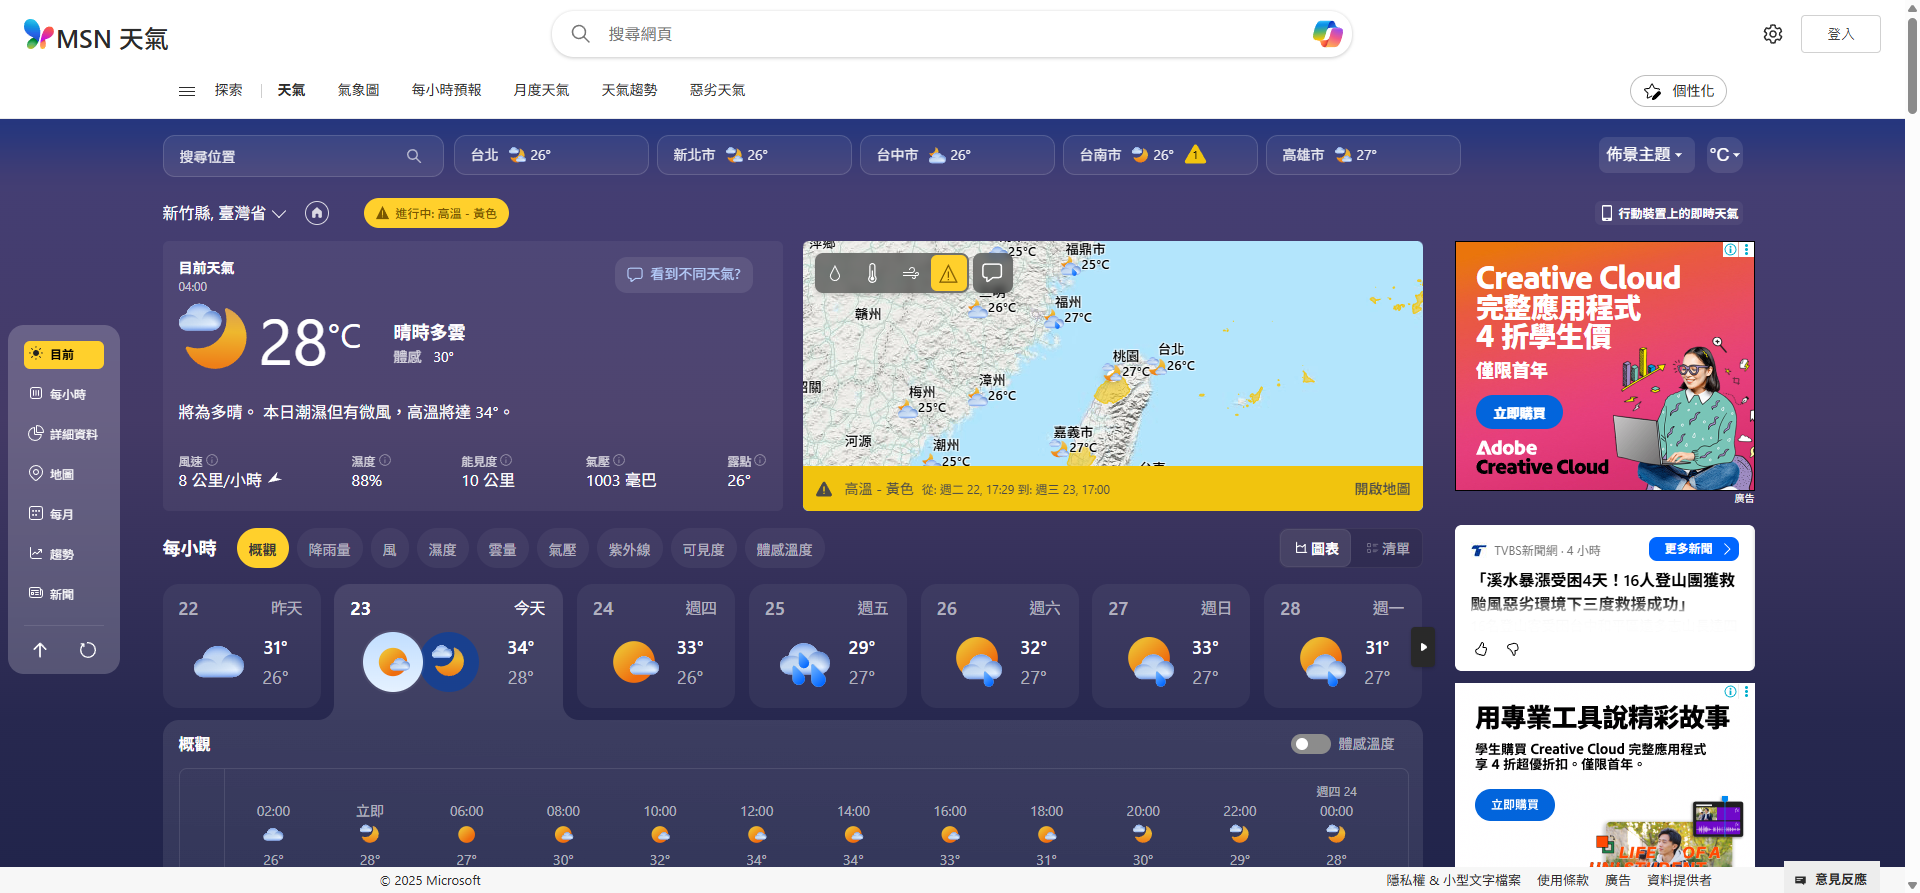 MSN 天氣
搜尋網頁
登入
探索
天氣
氣象圖
每小時預報
月度天氣
天氣趨勢
惡劣天氣
個性化
搜尋位置
台北 26°
新北市 26°
台中市 26°
台南市 26° 1
高雄市 27°
佈景主題
°C
新竹縣, 臺灣省
進行中: 高溫 - 黃色
行動裝置上的即時天氣
目前
每小時
詳細資料
地圖
每月
趨勢
新聞
目前天氣
04:00
看到不同天氣?
28°C
晴時多雲
體感 30°
將為多晴。 本日潮濕但有微風，高溫將達 34°。
風速
8 公里/小時
濕度
88%
能見度
10 公里
氣壓
1003 毫巴
露點
26°
25°C
福鼎市
25°C
26°C
福州
27°C
贛州
桃園
27°C
台北
26°C
漳州
26°C
梅州
25°C
嘉義市
27°C
河源
潮州
25°C
高溫 - 黃色 從: 週二 22, 17:29 到: 週三 23, 17:00
開啟地圖
Creative Cloud
完整應用程式
4 折學生價
僅限首年
立即購買
Adobe
Creative Cloud
廣告
每小時
概觀
降雨量
風
濕度
雲量
氣壓
紫外線
可見度
體感溫度
圖表
清單
22 昨天
31°
26°
23 今天
34°
28°
24 週四
33°
26°
25 週五
29°
27°
26 週六
32°
27°
27 週日
33°
27°
28 週一
31°
27°
TVBS新聞網 · 4 小時
更多新聞
「溪水暴漲受困4天！16人登山團獲救
颱風惡劣環境下三度救援成功」
概觀
體感溫度
週四 24
02:00 立即 06:00 08:00 10:00 12:00 14:00 16:00 18:00 20:00 22:00 00:00
26° 28° 27° 30° 32° 34° 34° 33° 31° 30° 29° 28°
用專業工具說精彩故事
學生購買 Creative Cloud 完整應用程式
享 4 折超優折扣。僅限首年。
立即購買
LIFE OF A
© 2025 Microsoft
隱私權 & 小型文字檔案
使用條款
廣告
資料提供者
意見反應